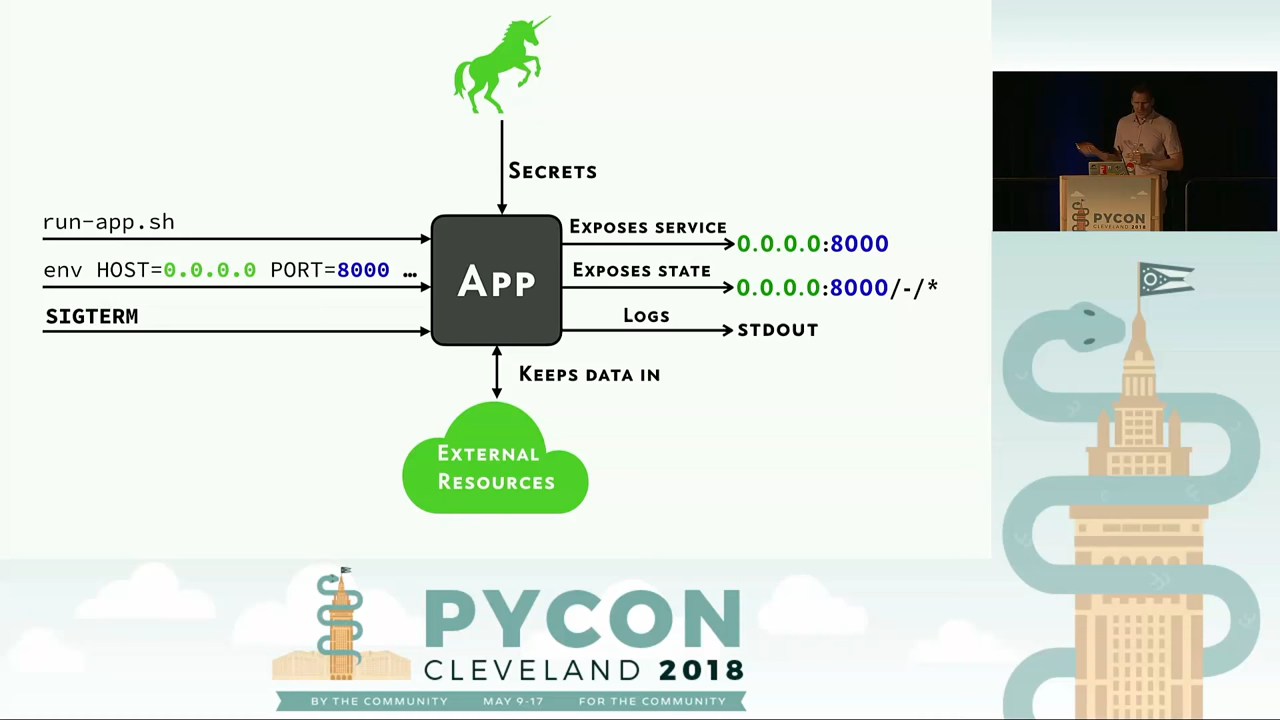 SECRETS
run-app.sh
env HOST=0.0.0.0 PORT=8000 …
SIGTERM
APP
EXPOSES SERVICE
0.0.0.0:8000
EXPOSES STATE
0.0.0.0:8000/-/*
LOGS
STDOUT
KEEPS DATA IN
EXTERNAL
RESOURCES
PYCON
CLEVELAND 2018
PYCON
CLEVELAND 2018
BY THE COMMUNITY MAY 9-17 FOR THE COMMUNITY